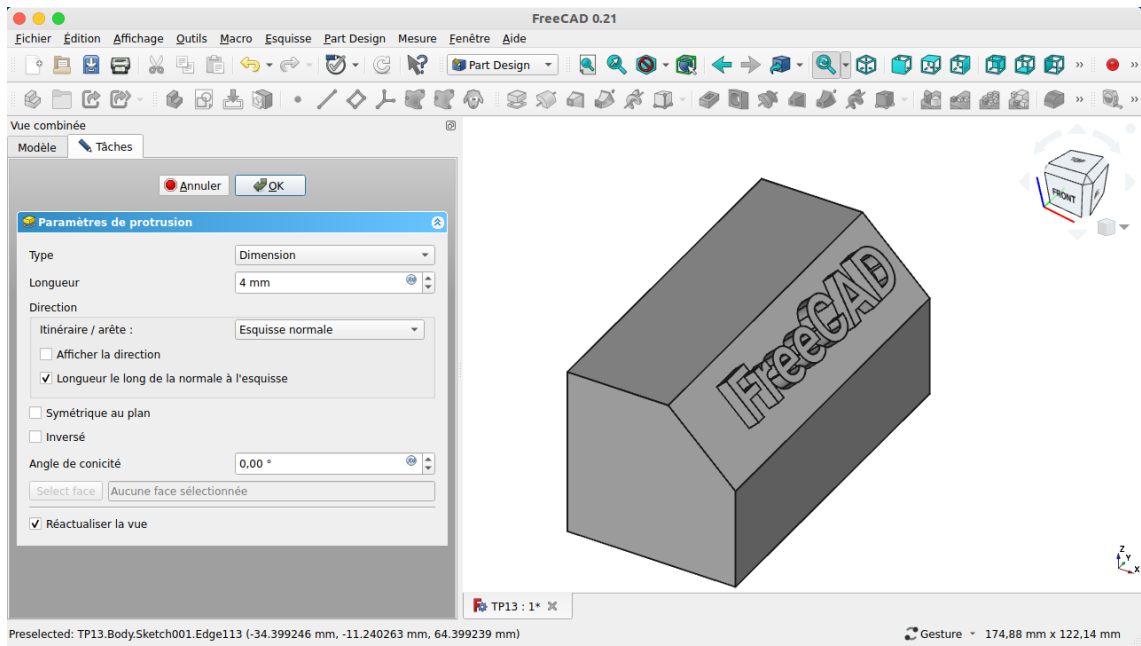 FreeCAD 0.21
Fichier Édition Affichage Outils Macro Esquisse Part Design Mesure Fenêtre Aide
Part Design
Vue combinée
Modèle Tâches
Annuler OK
Paramètres de protrusion
Type Dimension
Longueur 4 mm
Direction
Itinéraire / arête : Esquisse normale
Afficher la direction
Longueur le long de la normale à l'esquisse
Symétrique au plan
Inversé
Angle de conicité 0,00 °
Select face Aucune face sélectionnée
Réactualiser la vue
TOP
FRONT
IFreeCAD
Z
Y
X
TP13 : 1*
Preselected: TP13.Body.Sketch001.Edge113 (-34.399246 mm, -11.240263 mm, 64.399239 mm)
Gesture 174,88 mm x 122,14 mm